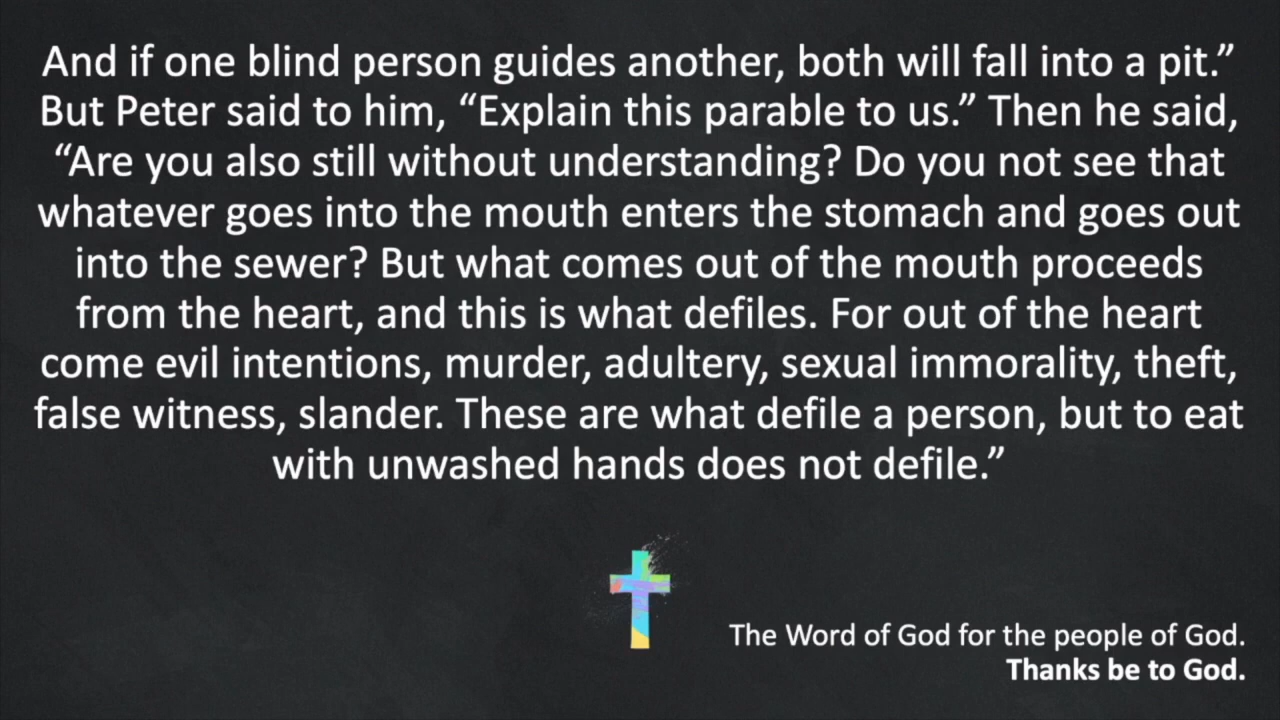 And if one blind person guides another, both will fall into a pit.”
But Peter said to him, “Explain this parable to us.” Then he said,
“Are you also still without understanding? Do you not see that
whatever goes into the mouth enters the stomach and goes out
into the sewer? But what comes out of the mouth proceeds
from the heart, and this is what defiles. For out of the heart
come evil intentions, murder, adultery, sexual immorality, theft,
false witness, slander. These are what defile a person, but to eat
with unwashed hands does not defile.”
The Word of God for the people of God.
Thanks be to God.